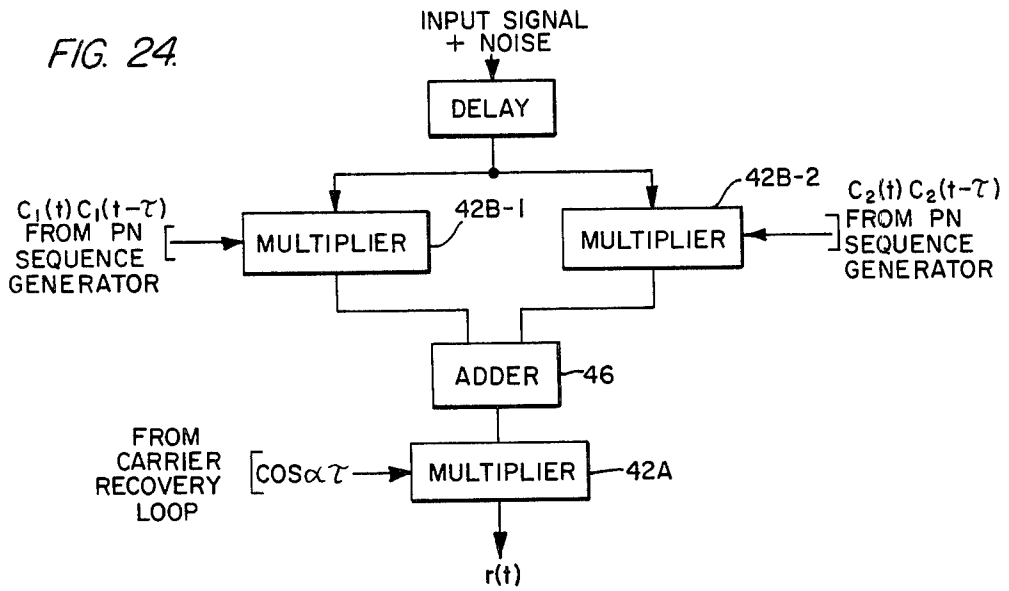 FIG. 24.
INPUT SIGNAL
+ NOISE
DELAY
42B-1
42B-2
C₁(t) C₁(t-τ)
FROM PN
SEQUENCE
GENERATOR
MULTIPLIER
MULTIPLIER
C₂(t) C₂(t-τ)
FROM PN
SEQUENCE
GENERATOR
ADDER
46
FROM
CARRIER
RECOVERY
LOOP
COSατ
MULTIPLIER
42A
r(t)